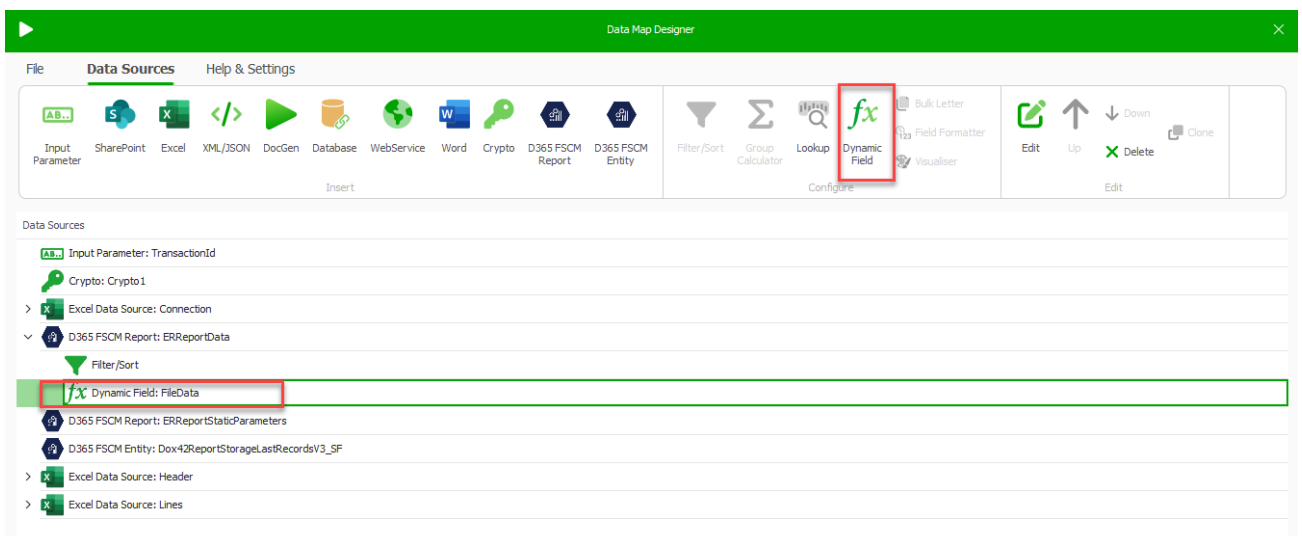 Data Map Designer
File Data Sources Help & Settings
AB..
Input Parameter
SharePoint
Excel
XML/JSON
DocGen
Database
WebService
Word
Crypto
D365 FSCM Report
D365 FSCM Entity
Insert
Filter/Sort
Group Calculator
Lookup
fx
Dynamic Field
Bulk Letter
Field Formatter
Visualiser
Configure
Edit
Up
Down
Delete
Clone
Edit
Data Sources
AB.. Input Parameter: TransactionId
Crypto: Crypto1
Excel Data Source: Connection
D365 FSCM Report: ERReportData
Filter/Sort
fx Dynamic Field: FileData
D365 FSCM Report: ERReportStaticParameters
D365 FSCM Entity: Dox42ReportStorageLastRecordsV3_SF
Excel Data Source: Header
Excel Data Source: Lines